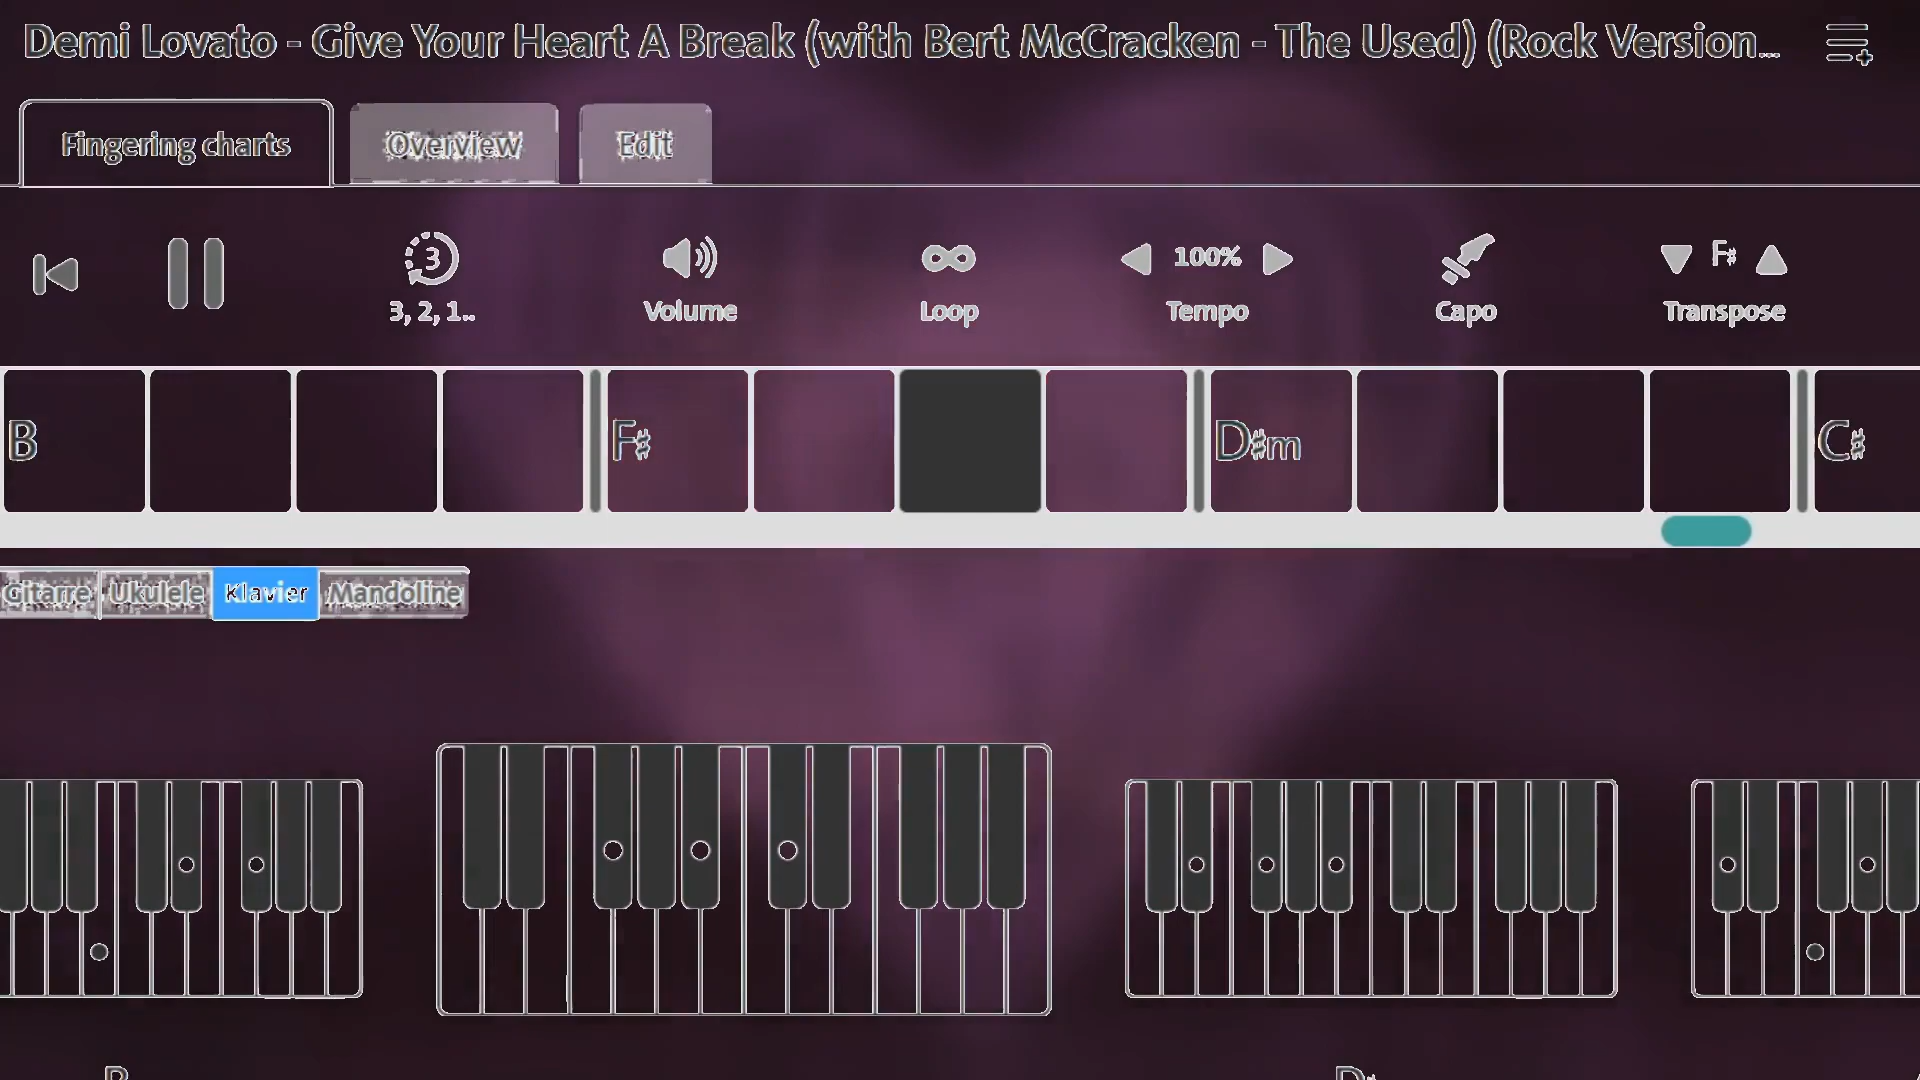 Demi Lovato - Give Your Heart A Break (with Bert McCracken - The Used) (Rock Version...
Fingering charts Overview Edit
3 100% F♯
3, 2, 1.. Volume Loop Tempo Capo Transpose
B F♯ D♯m C♯
Gitarre Ukulele Klavier Mandoline